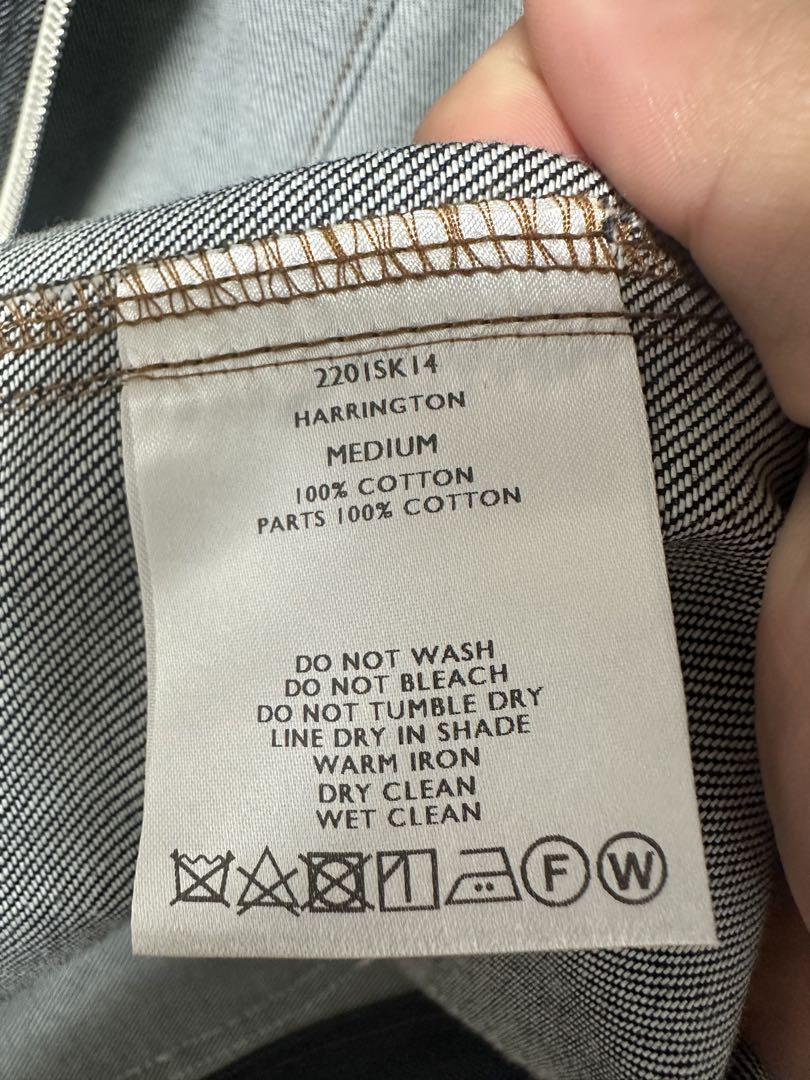 2201SK14
HARRINGTON
MEDIUM
100% COTTON
PARTS 100% COTTON
DO NOT WASH
DO NOT BLEACH
DO NOT TUMBLE DRY
LINE DRY IN SHADE
WARM IRON
DRY CLEAN
WET CLEAN
F W